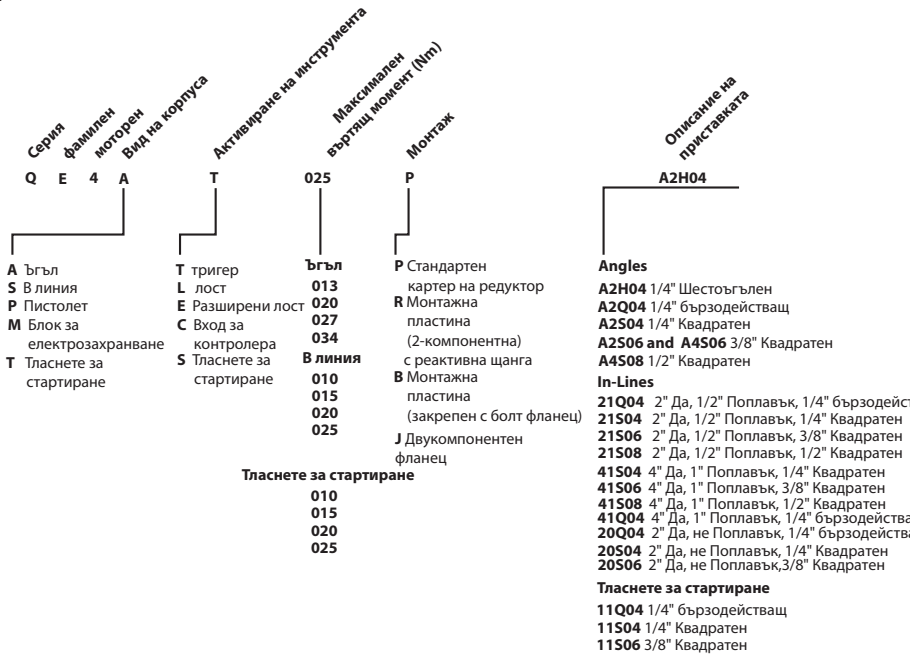 Серия
фамилен
моторен
Вид на корпуса
Активиране на инструмента
Максимален
въртящ момент (Nm)
Монтаж
Описание на
приставката
Q E 4 A T 025 P A2H04
A Ъгъл
S В линия
P Пистолет
M Блок за
електрозахранване
T Тласнете за
стартиране
T тригер
L лост
E Разширени лост
C Вход за
контролера
S Тласнете за
стартиране
Ъгъл
013
020
027
034
В линия
010
015
020
025
Тласнете за стартиране
010
015
020
025
P Стандартен
картер на редуктор
R Монтажна
пластина
(2-компонентна)
с реактивна щанга
B Монтажна
пластина
(закрепен с болт фланец)
J Двукомпонентен
фланец
Angles
A2H04 1/4" Шестоъгълен
A2Q04 1/4" бързодействащ
A2S04 1/4" Квадратен
A2S06 and A4S06 3/8" Квадратен
A4S08 1/2" Квадратен
In-Lines
21Q04 2" Да, 1/2" Поплавък, 1/4" бързодейст
21S04 2" Да, 1/2" Поплавък, 1/4" Квадратен
21S06 2" Да, 1/2" Поплавък, 3/8" Квадратен
21S08 2" Да, 1/2" Поплавък, 1/2" Квадратен
41S04 4" Да, 1" Поплавък, 1/4" Квадратен
41S06 4" Да, 1" Поплавък, 3/8" Квадратен
41S08 4" Да, 1" Поплавък, 1/2" Квадратен
41Q04 4" Да, 1" Поплавък, 1/4" бързодейства
20Q04 2" Да, не Поплавък, 1/4" бързодейства
20S04 2" Да, не Поплавък, 1/4" Квадратен
20S06 2" Да, не Поплавък,3/8" Квадратен
Тласнете за стартиране
11Q04 1/4" бързодействащ
11S04 1/4" Квадратен
11S06 3/8" Квадратен